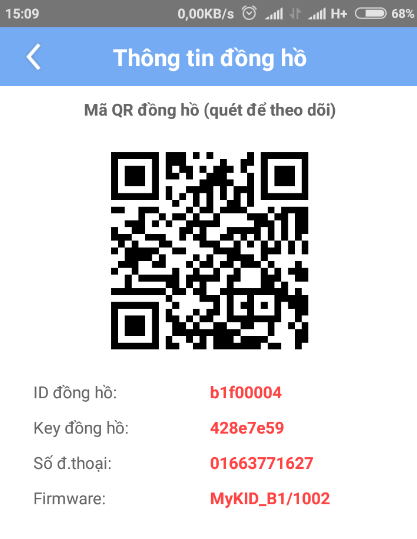 15:09 0,00KB/s H+ 68%
Thông tin đồng hồ
Mã QR đồng hồ (quét để theo dõi)
ID đồng hồ: b1f00004
Key đồng hồ: 428e7e59
Số đ.thoại: 01663771627
Firmware: MyKID_B1/1002